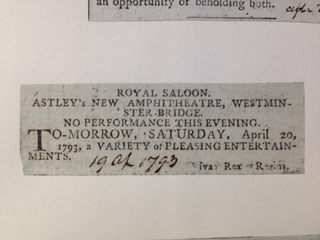 an opportunity of beholding both.
ROYAL SALOON.
ASTLEY's NEW AMPHITHEATRE, WESTMIN-
STER-BRIDGE.
NO PERFORMANCE THIS EVENING.
TO-MORROW, SATURDAY, April 20,
1793, a VARIETY of PLEASING ENTERTAIN-
MENTS.
19 Ap 1793
Vivant Rex et Regina.